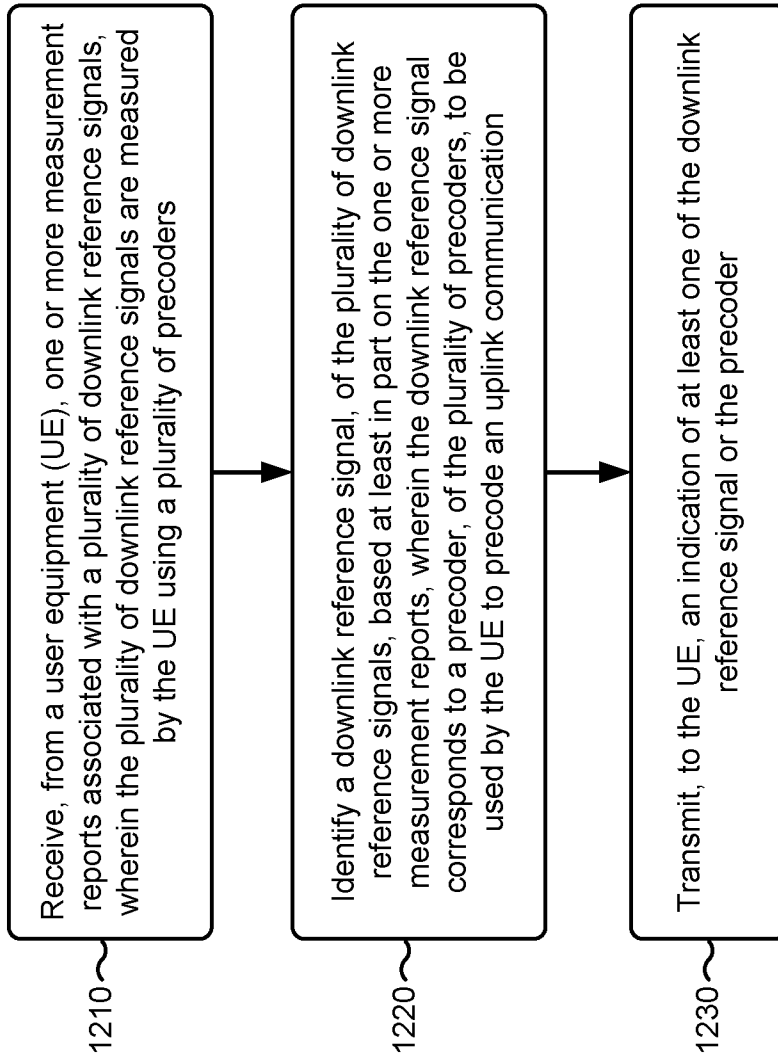 1210
Receive, from a user equipment (UE), one or more measurement
reports associated with a plurality of downlink reference signals,
wherein the plurality of downlink reference signals are measured
by the UE using a plurality of precoders
1220
Identify a downlink reference signal, of the plurality of downlink
reference signals, based at least in part on the one or more
measurement reports, wherein the downlink reference signal
corresponds to a precoder, of the plurality of precoders, to be
used by the UE to precode an uplink communication
1230
Transmit, to the UE, an indication of at least one of the downlink
reference signal or the precoder